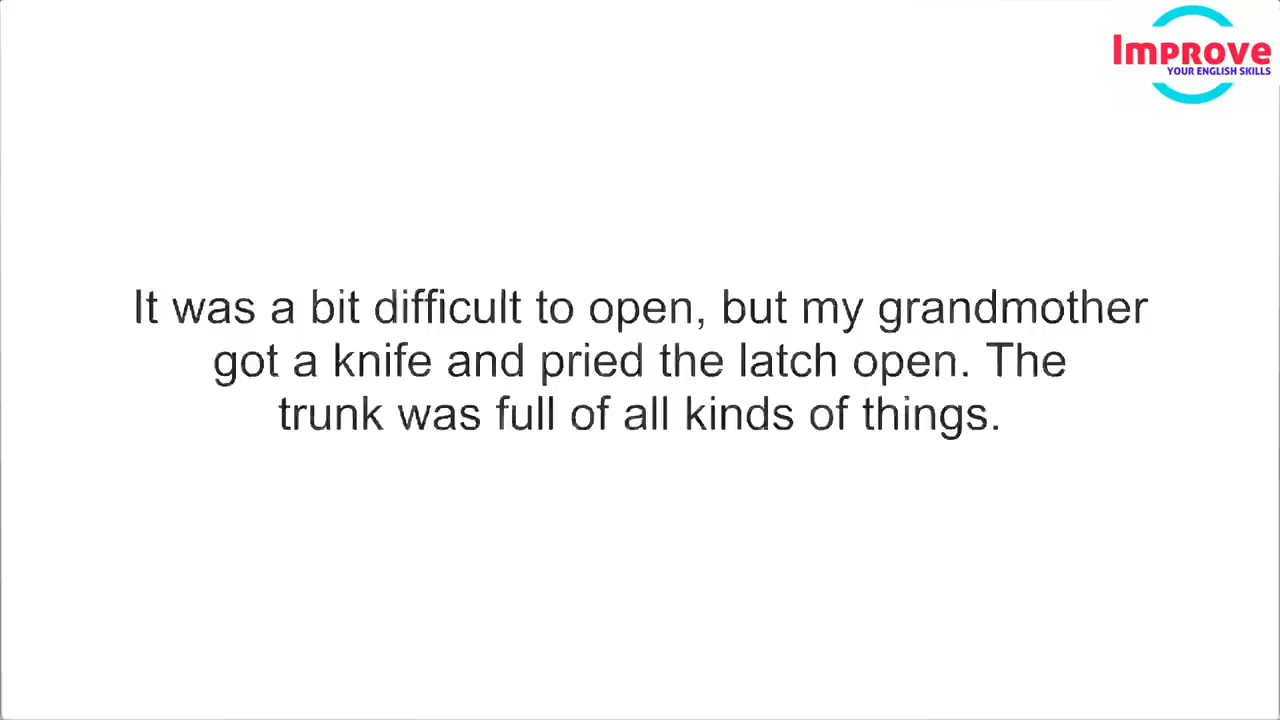 Improve
YOUR ENGLISH SKILLS
It was a bit difficult to open, but my grandmother
got a knife and pried the latch open. The
trunk was full of all kinds of things.